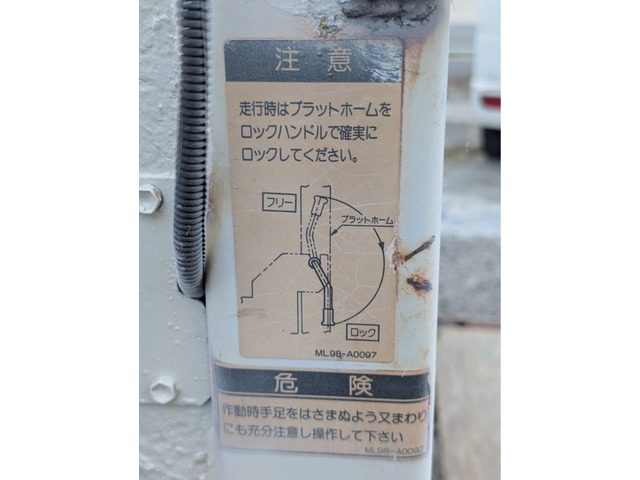 注意
走行時はプラットホームを
ロックハンドルで確実に
ロックしてください。
フリー
プラットホーム
ロック
ML98-A0097
危険
作動時手足をはさまぬよう又まわり
にも充分注意し操作して下さい
ML98-A0097